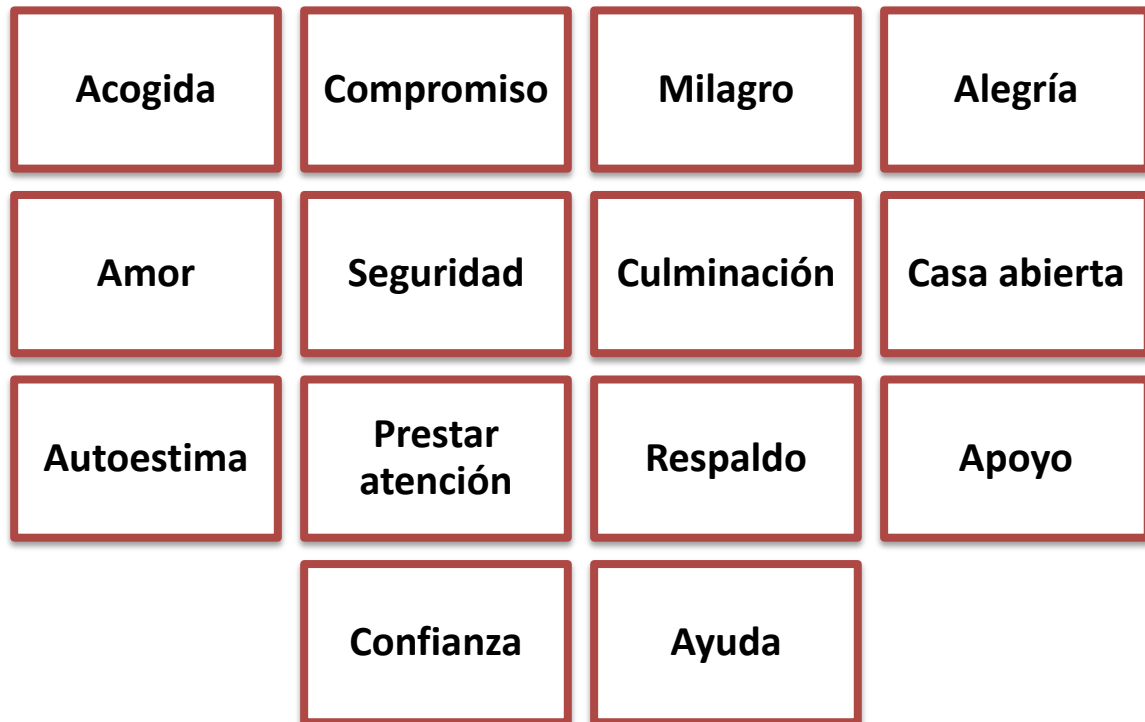 Acogida
Compromiso
Milagro
Alegría
Amor
Seguridad
Culminación
Casa abierta
Autoestima
Prestar
atención
Respaldo
Apoyo
Confianza
Ayuda